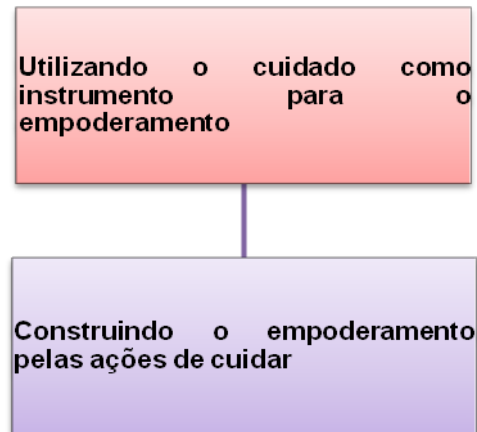 Utilizando o cuidado como
instrumento para o
empoderamento
Construindo o empoderamento
pelas ações de cuidar